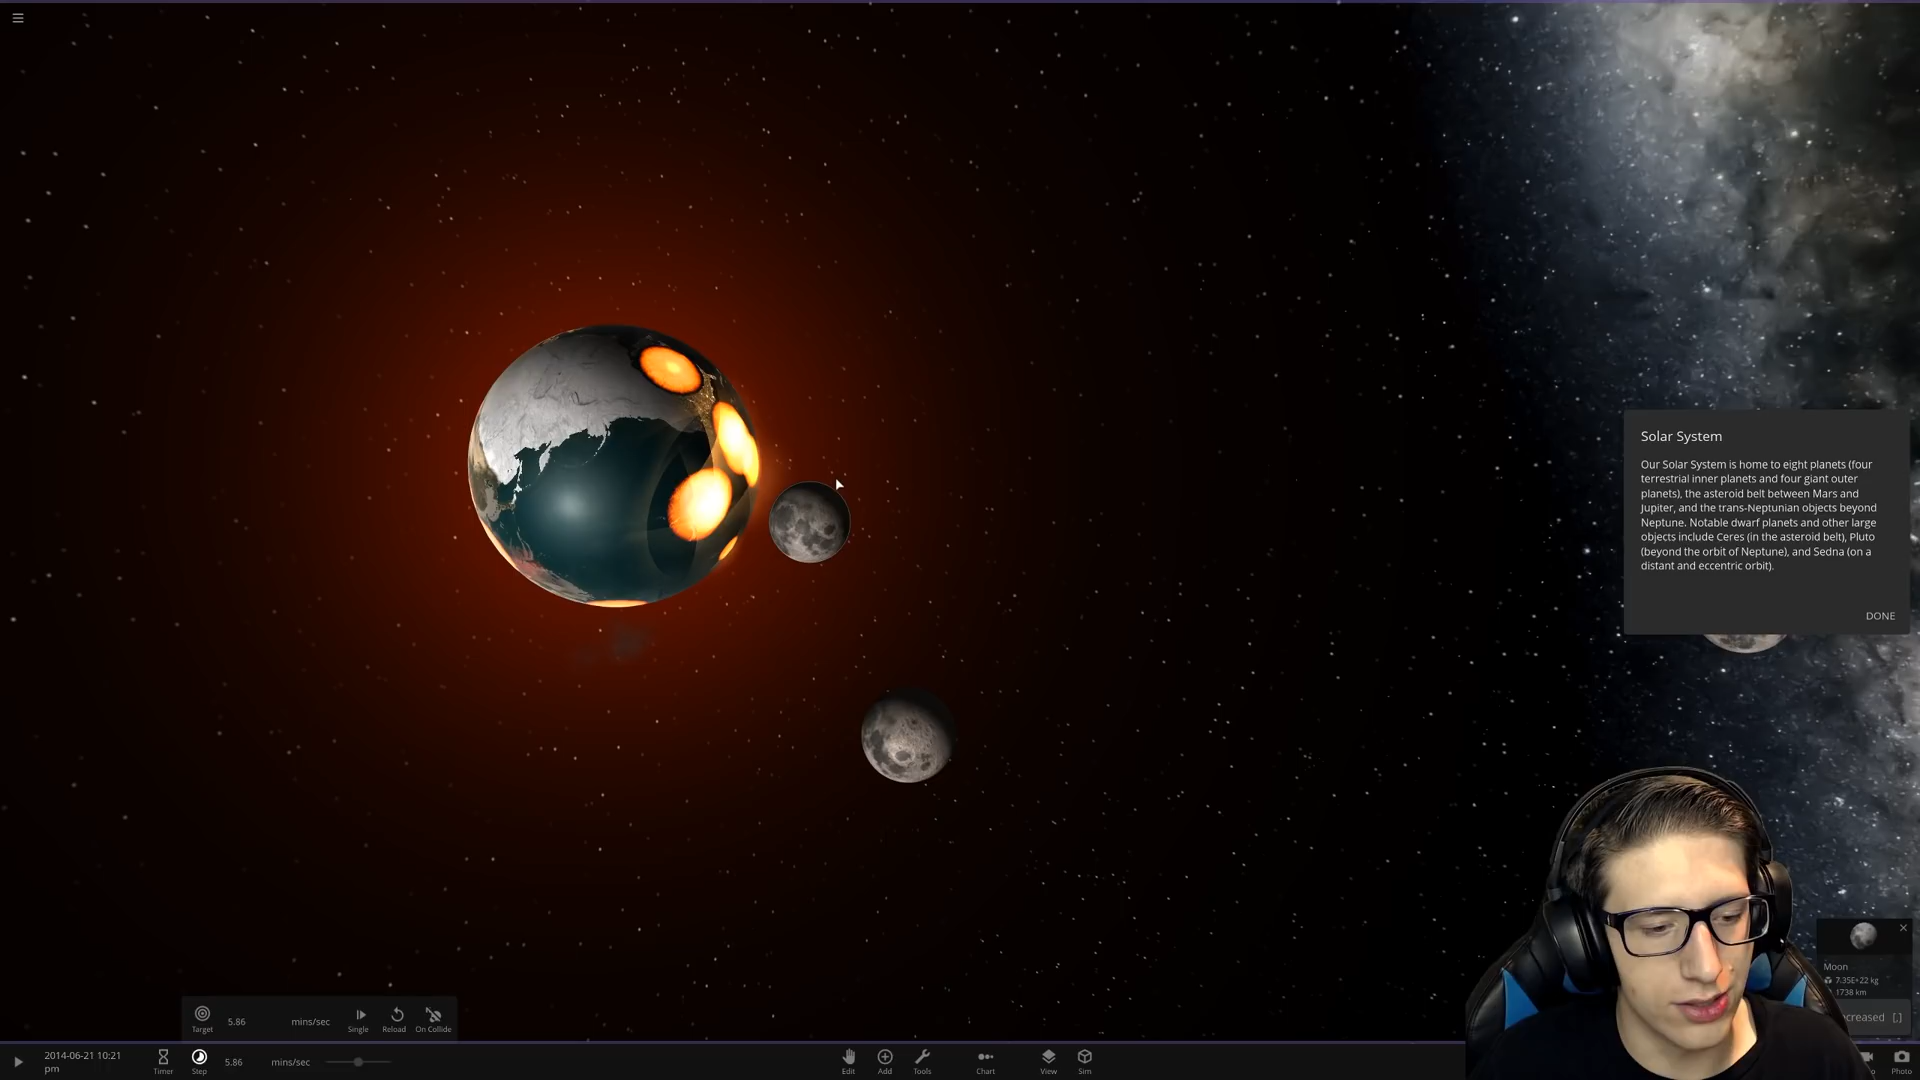 Solar System
Our Solar System is home to eight planets (four
terrestrial inner planets and four giant outer
planets), the asteroid belt between Mars and
Jupiter, and the trans-Neptunian objects beyond
Neptune. Notable dwarf planets and other large
objects include Ceres (in the asteroid belt), Pluto
(beyond the orbit of Neptune), and Sedna (on a
distant and eccentric orbit).
DONE
Moon
7.35E+22 kg
1738 km
creased [,]
Target
5.86 mins/sec
Single
Reload
On Collide
2014-06-21 10:21
pm
Timer
Step
5.86 mins/sec
Edit
Add
Tools
Chart
View
Sim
Photo